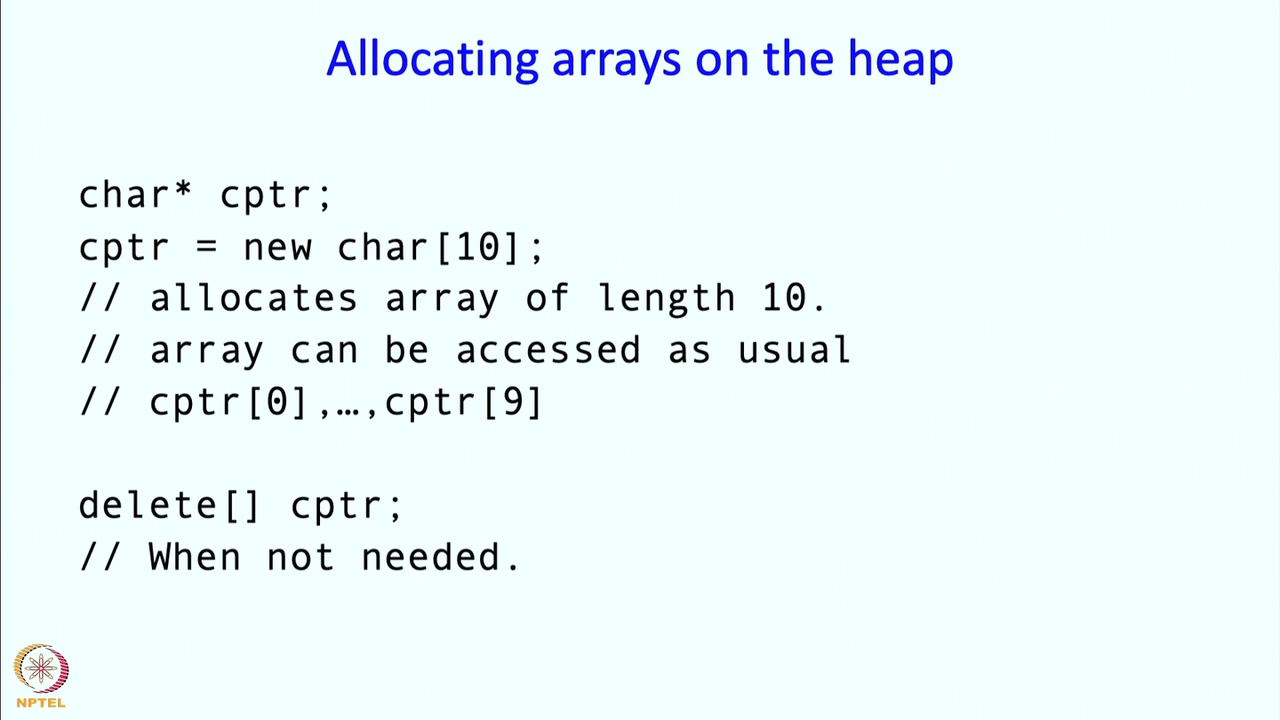 Allocating arrays on the heap
char* cptr;
cptr = new char[10];
// allocates array of length 10.
// array can be accessed as usual
// cptr[0],…,cptr[9]
delete[] cptr;
// When not needed.
NPTEL